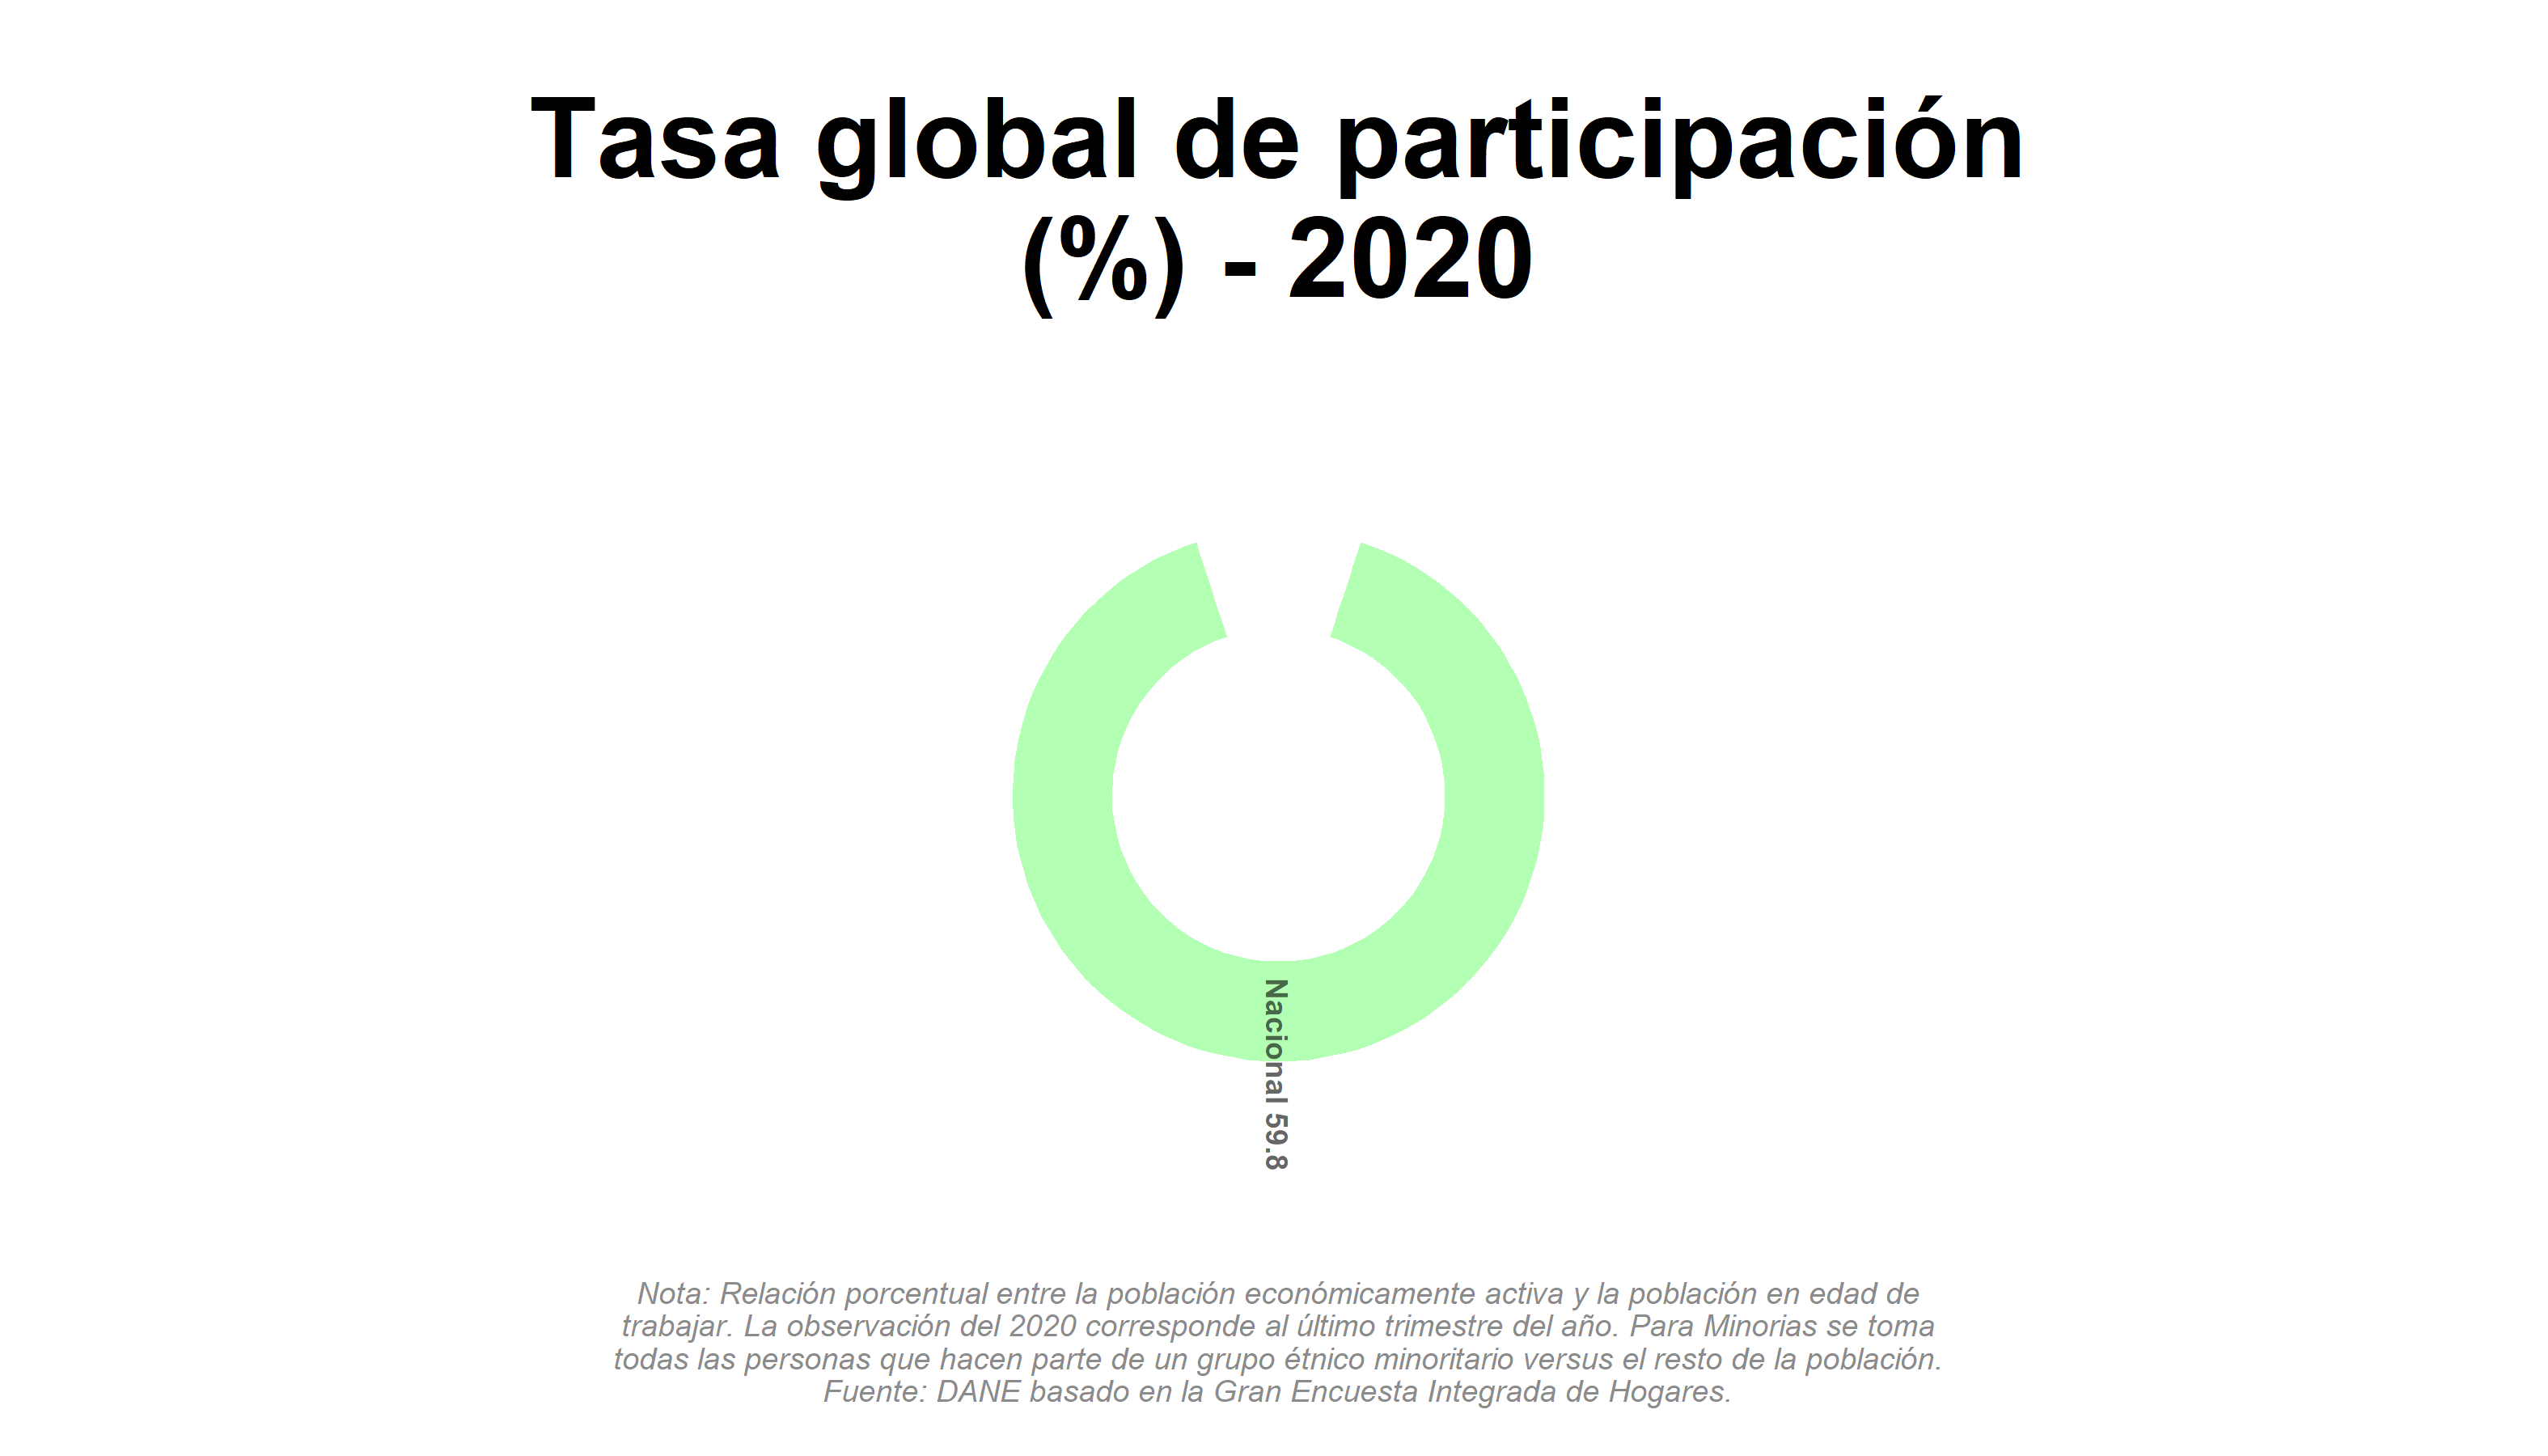 Tasa global de participación
(%) - 2020
Nacional 59.8
Nota: Relación porcentual entre la población económicamente activa y la población en edad de
trabajar. La observación del 2020 corresponde al último trimestre del año. Para Minorias se toma
todas las personas que hacen parte de un grupo étnico minoritario versus el resto de la población.
Fuente: DANE basado en la Gran Encuesta Integrada de Hogares.